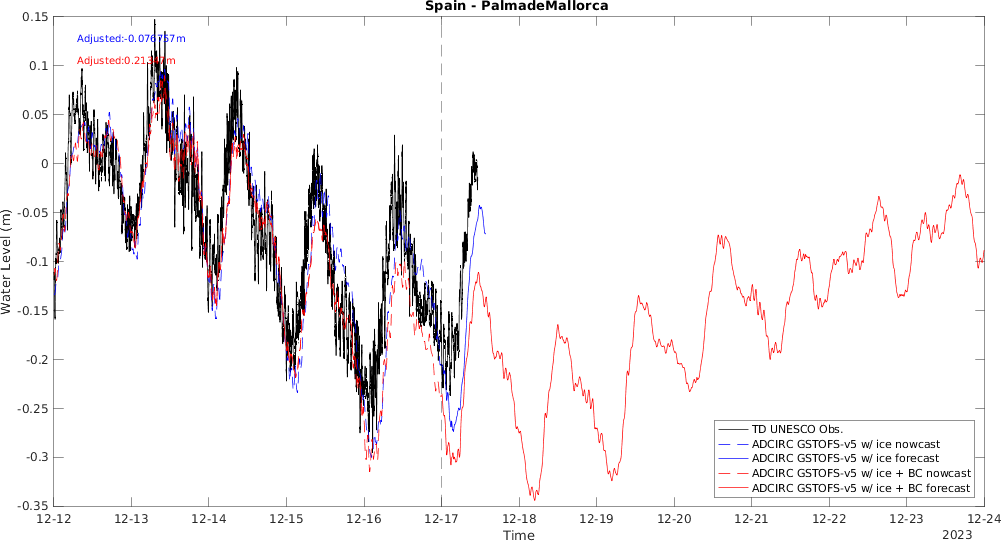 Spain - PalmadeMallorca
Adjusted:-0.076757m
Water Level (m)
0.15
0.1
0.05
0
-0.05
-0.1
-0.15
-0.2
-0.25
-0.3
-0.35
12-12
12-13
12-14
12-15
12-16
12-17
12-18
12-19
12-20
12-21
12-22
12-23
12-24
Time
2023
TD UNESCO Obs.
ADCIRC GSTOFS-v5 w/ ice nowcast
ADCIRC GSTOFS-v5 w/ ice forecast
ADCIRC GSTOFS-v5 w/ ice + BC nowcast
ADCIRC GSTOFS-v5 w/ ice + BC forecast